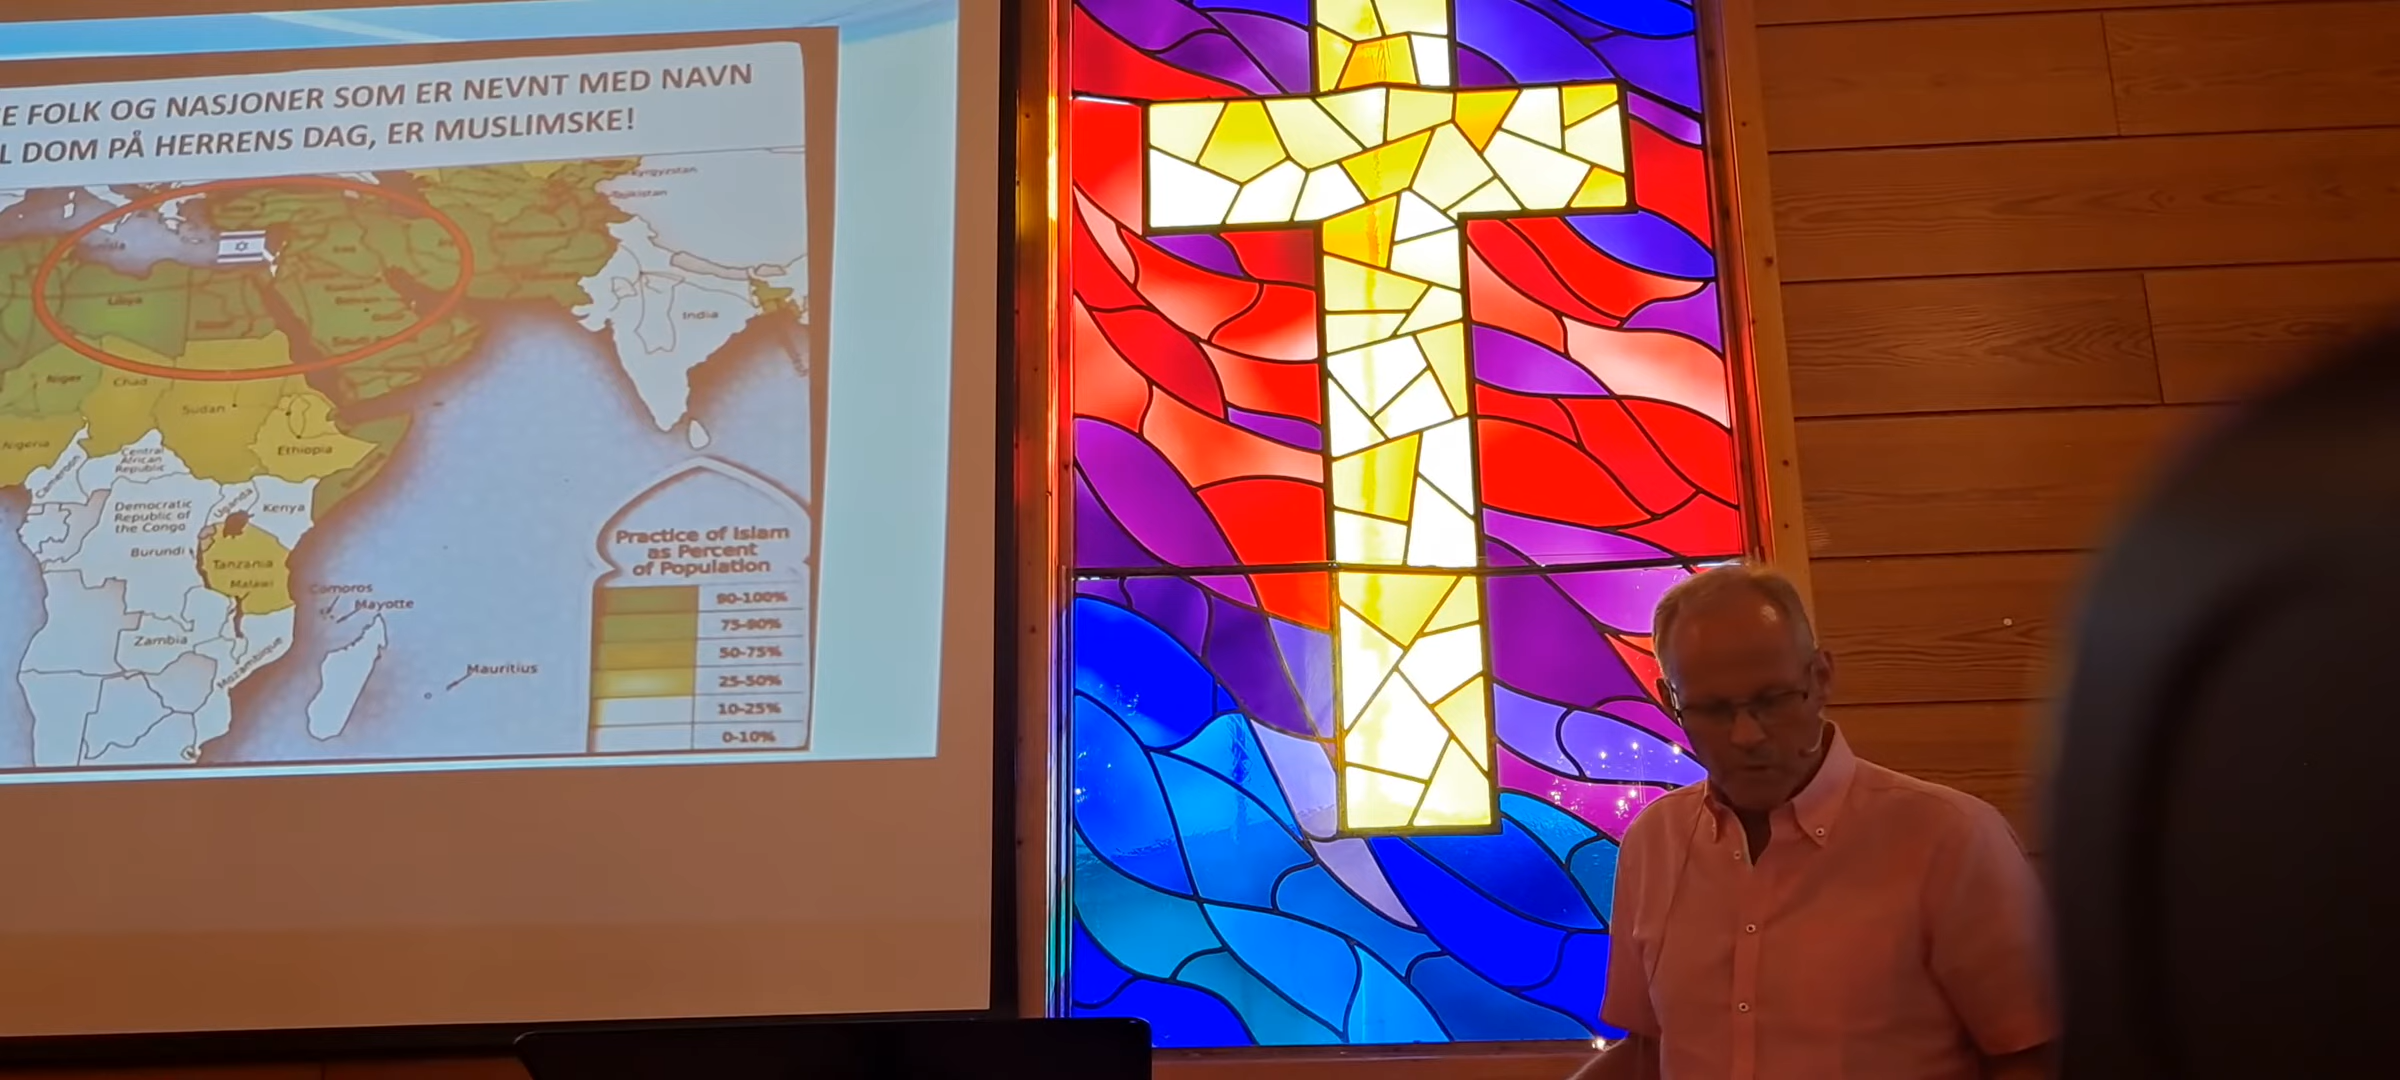 E FOLK OG NASJONER SOM ER NEVNT MED NAVN
L DOM PÅ HERRENS DAG, ER MUSLIMSKE!
Kyrgyzstan
Tajikistan
Libya
India
Niger
Chad
Sudan
Nigeria
Ethiopia
Central
African
Republic
Cameroon
Uganda
Kenya
Democratic
Republic of
the Congo
Burundi
Tanzania
Malawi
Comoros
Mayotte
Zambia
Mozambique
Mauritius
Practice of Islam
as Percent
of Population
90-100%
75-90%
50-75%
25-50%
10-25%
0-10%